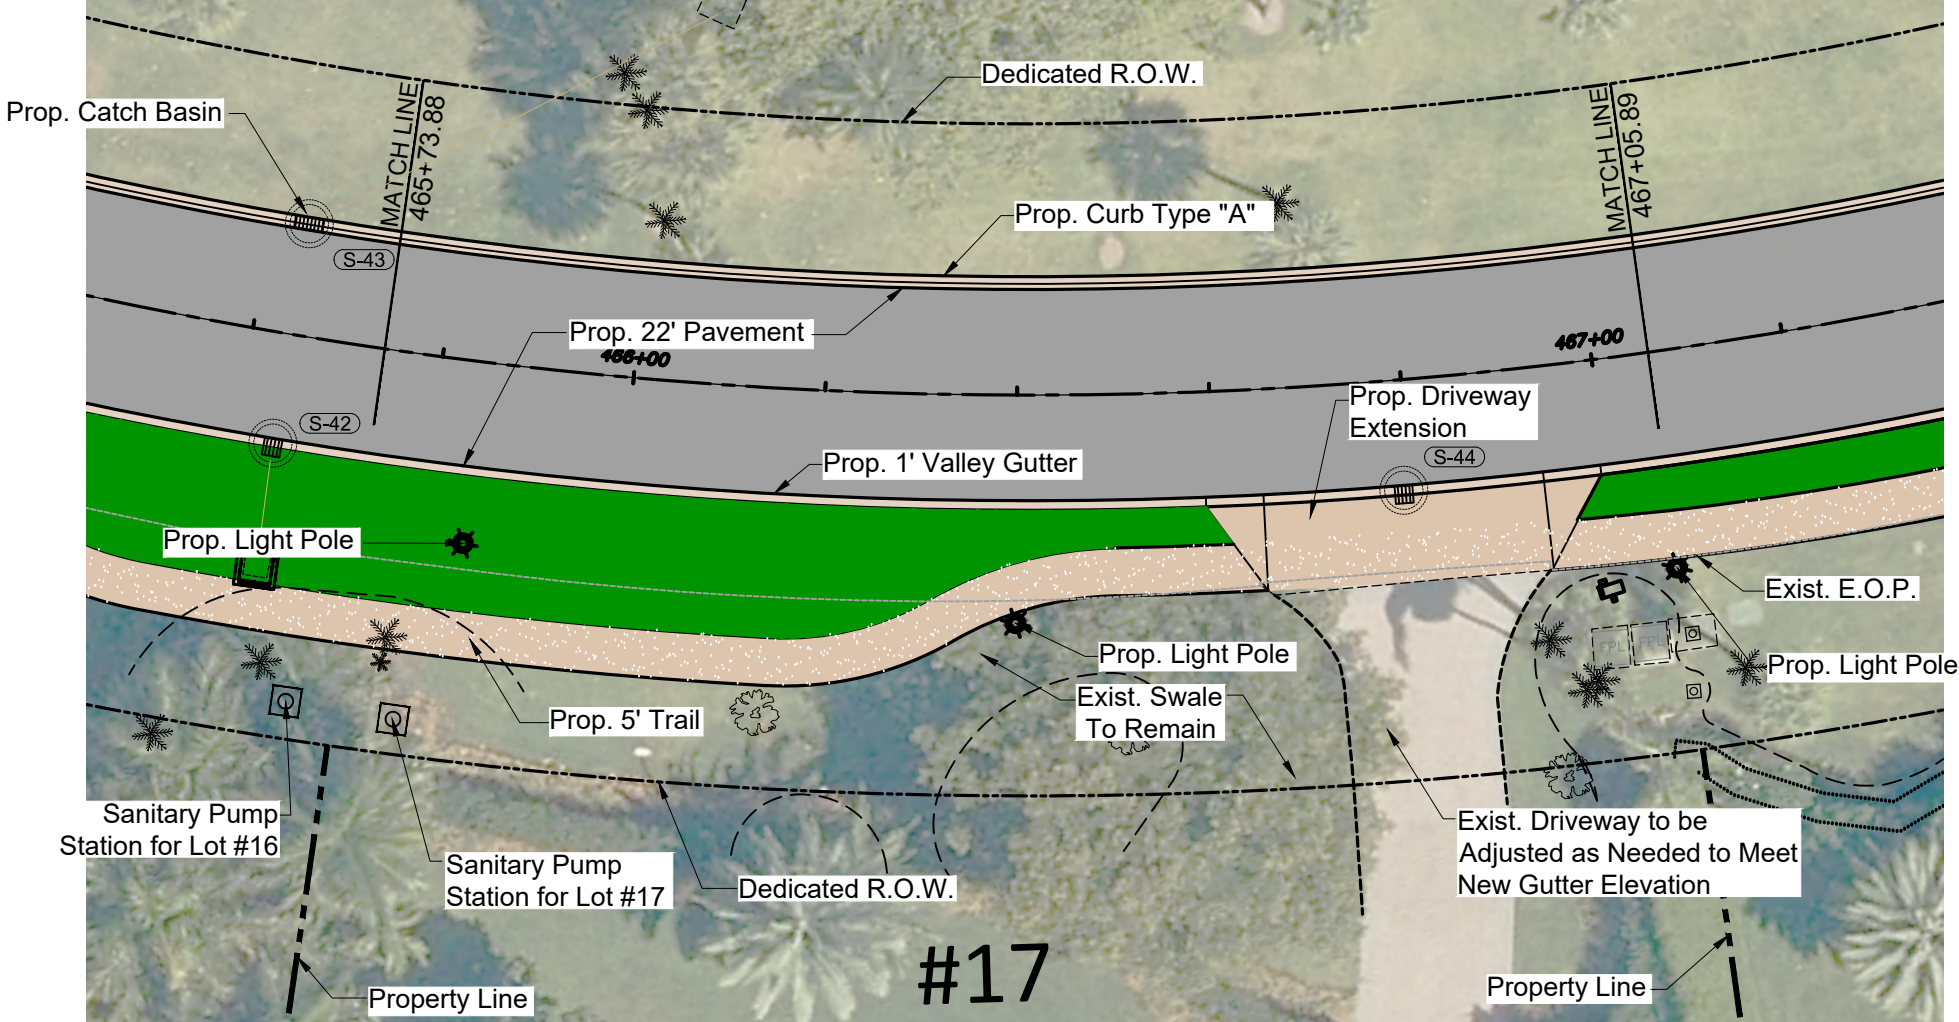 Dedicated R.O.W.
Prop. Catch Basin
MATCH LINE
465+73.88
MATCH LINE
467+05.89
Prop. Curb Type "A"
S-43
Prop. 22' Pavement
466+00
467+00
Prop. Driveway
Extension
S-42
Prop. 1' Valley Gutter
S-44
Prop. Light Pole
Exist. E.O.P.
FPL
FPL
Prop. Light Pole
Prop. Light Pole
Exist. Swale
To Remain
Prop. 5' Trail
Sanitary Pump
Station for Lot #16
Exist. Driveway to be
Adjusted as Needed to Meet
New Gutter Elevation
Sanitary Pump
Station for Lot #17
Dedicated R.O.W.
#17
Property Line
Property Line